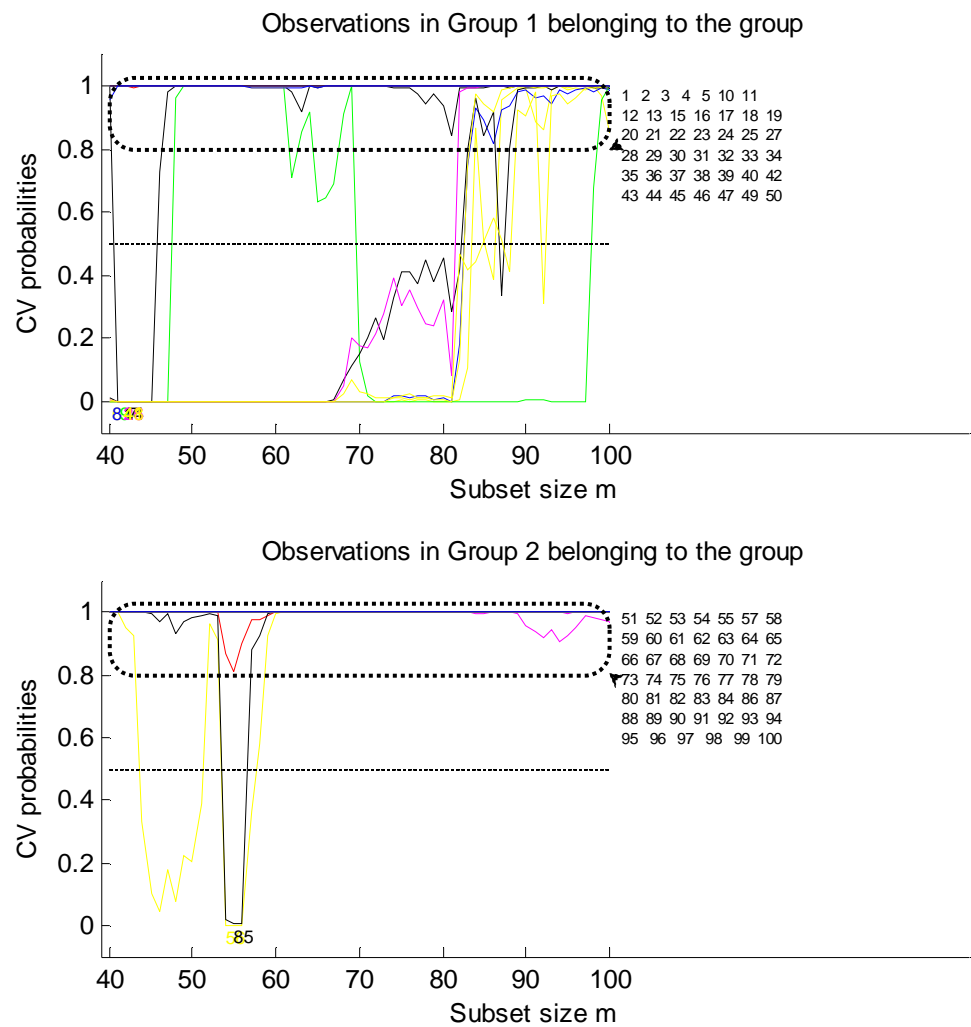 Observations in Group 1 belonging to the group
1
0.8
0.6
0.4
0.2
0
CV probabilities
1 2 3 4 5 10 11
12 13 15 16 17 18 19
20 21 22 23 24 25 27
28 29 30 31 32 33 34
35 36 37 38 39 40 42
43 44 45 46 47 49 50
40 50 60 70 80 90 100
Subset size m
Observations in Group 2 belonging to the group
1
0.8
0.6
0.4
0.2
0
CV probabilities
51 52 53 54 55 57 58
59 60 61 62 63 64 65
66 67 68 69 70 71 72
73 74 75 76 77 78 79
80 81 82 83 84 86 87
88 89 90 91 92 93 94
95 96 97 98 99 100
85
40 50 60 70 80 90 100
Subset size m